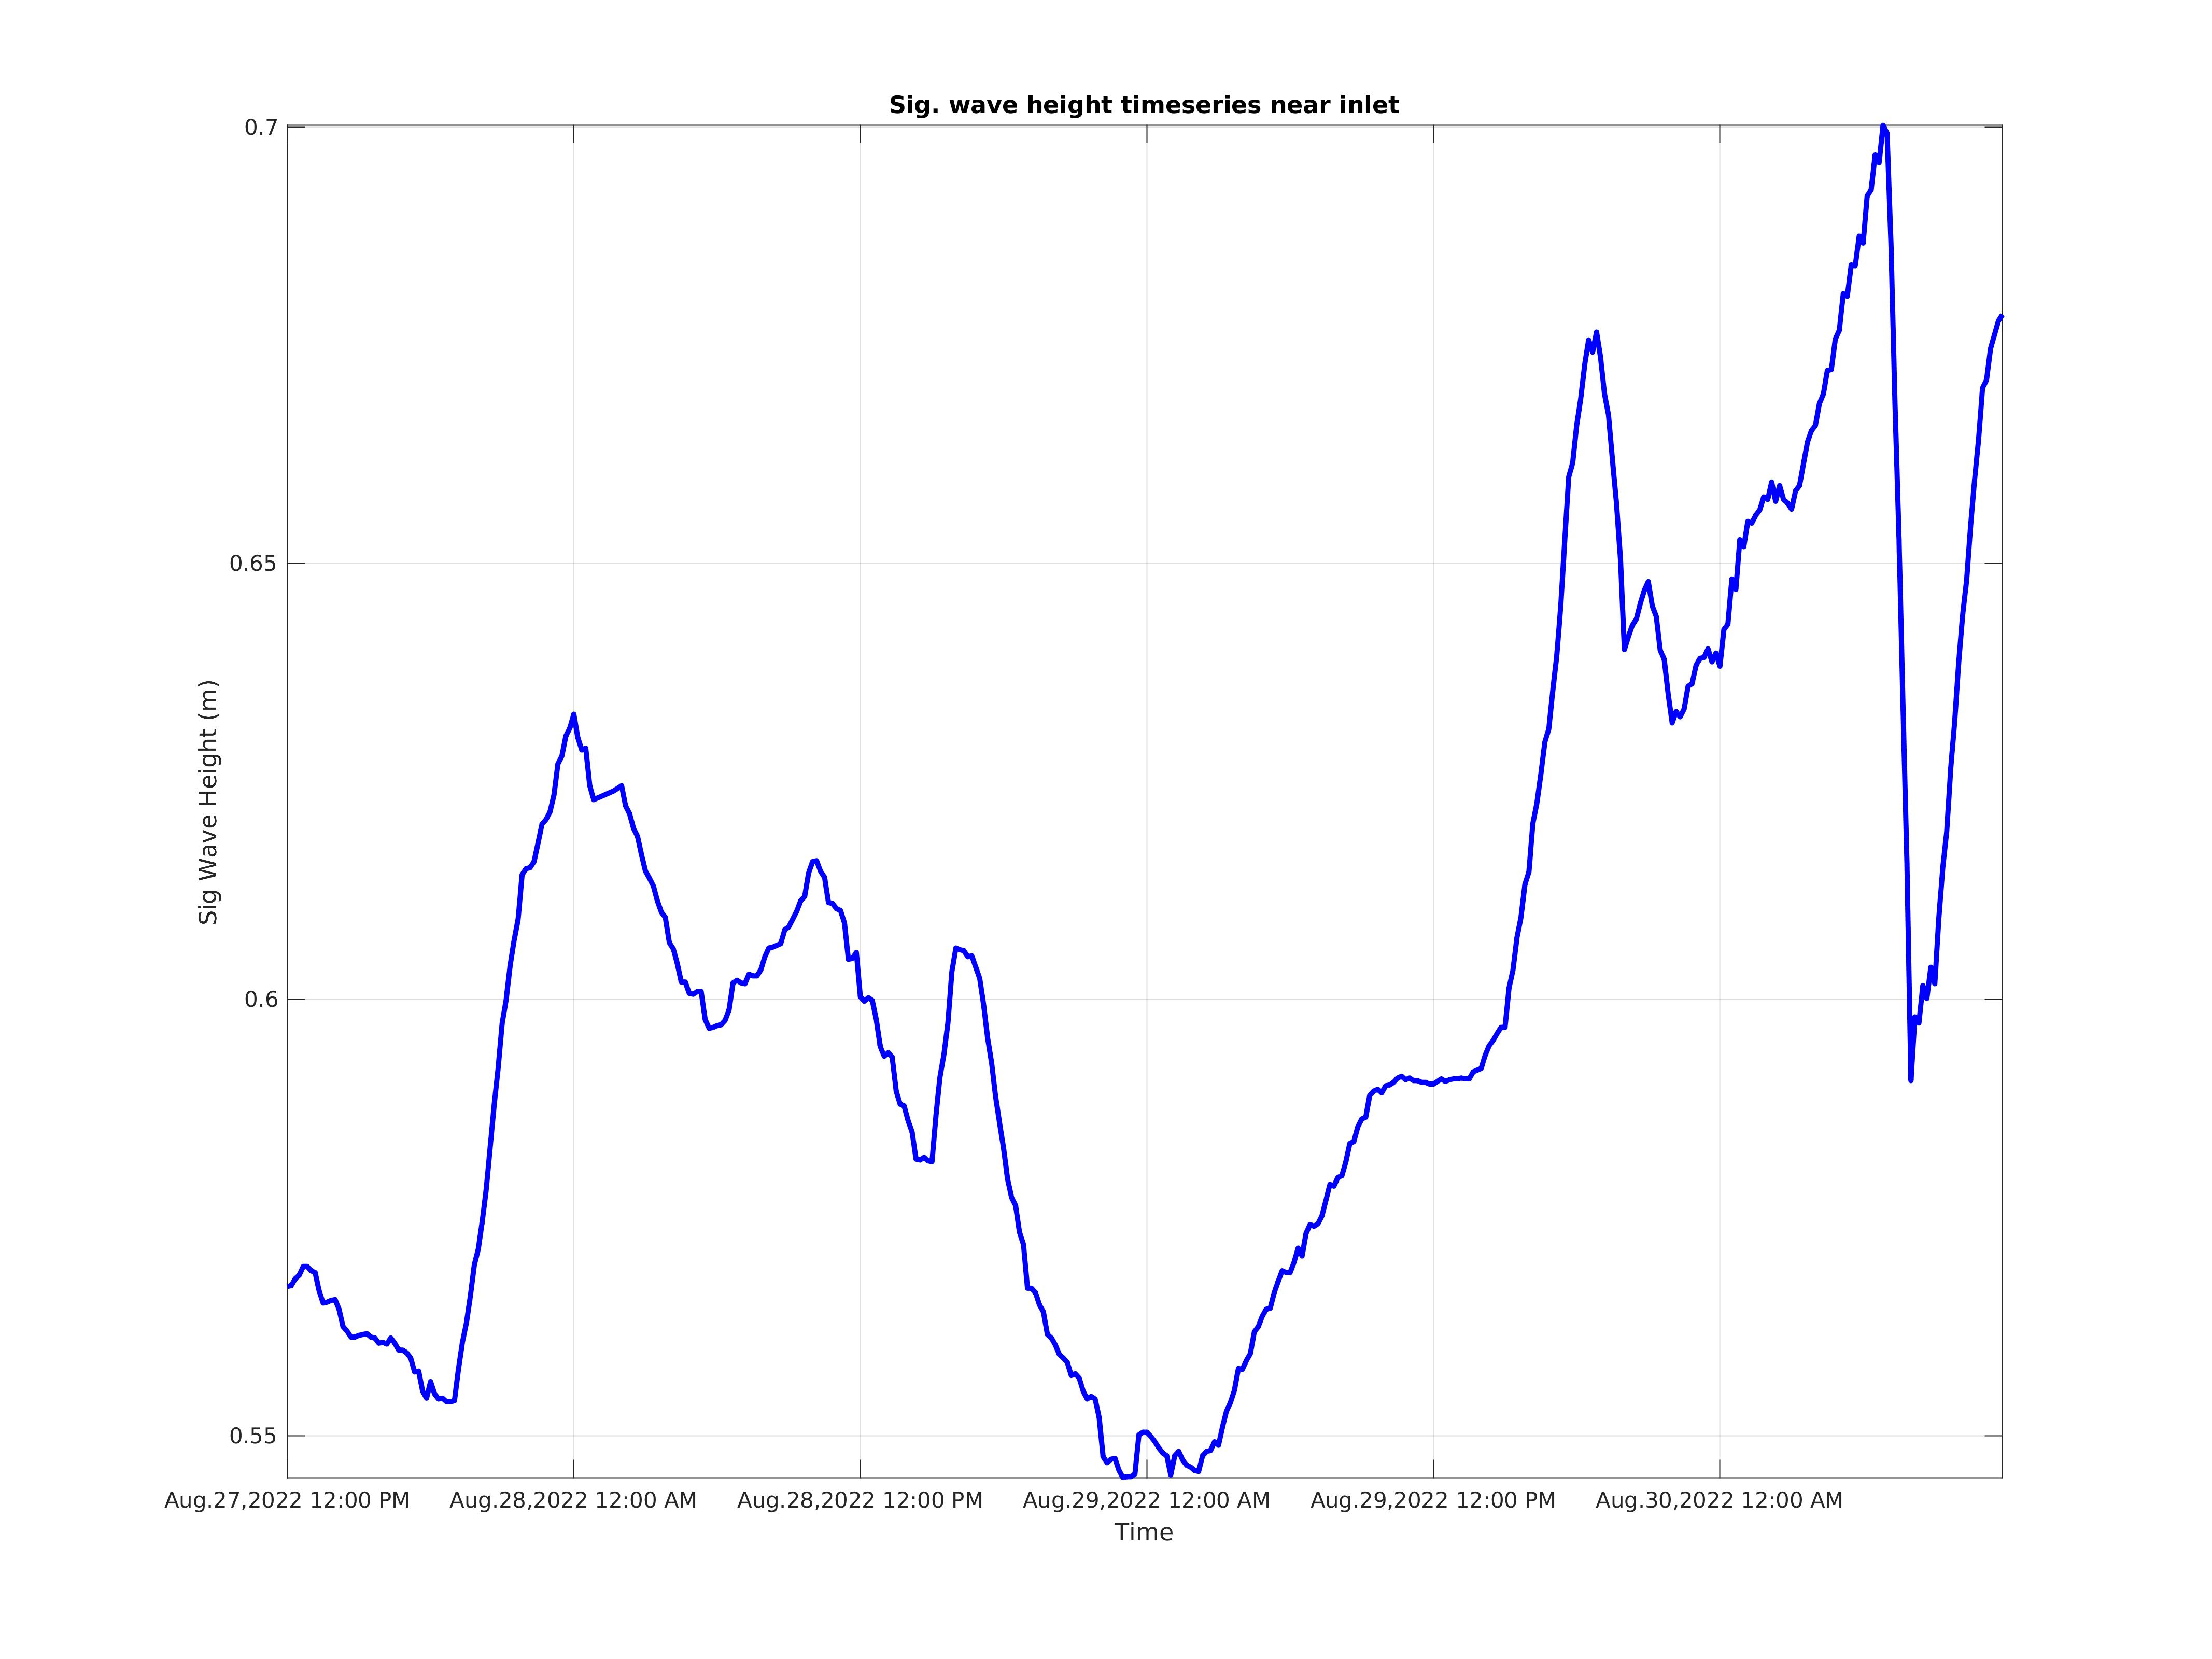 Sig. wave height timeseries near inlet
0.7
0.65
0.6
0.55
Sig Wave Height (m)
Aug.27,2022 12:00 PM
Aug.28,2022 12:00 AM
Aug.28,2022 12:00 PM
Aug.29,2022 12:00 AM
Aug.29,2022 12:00 PM
Aug.30,2022 12:00 AM
Time